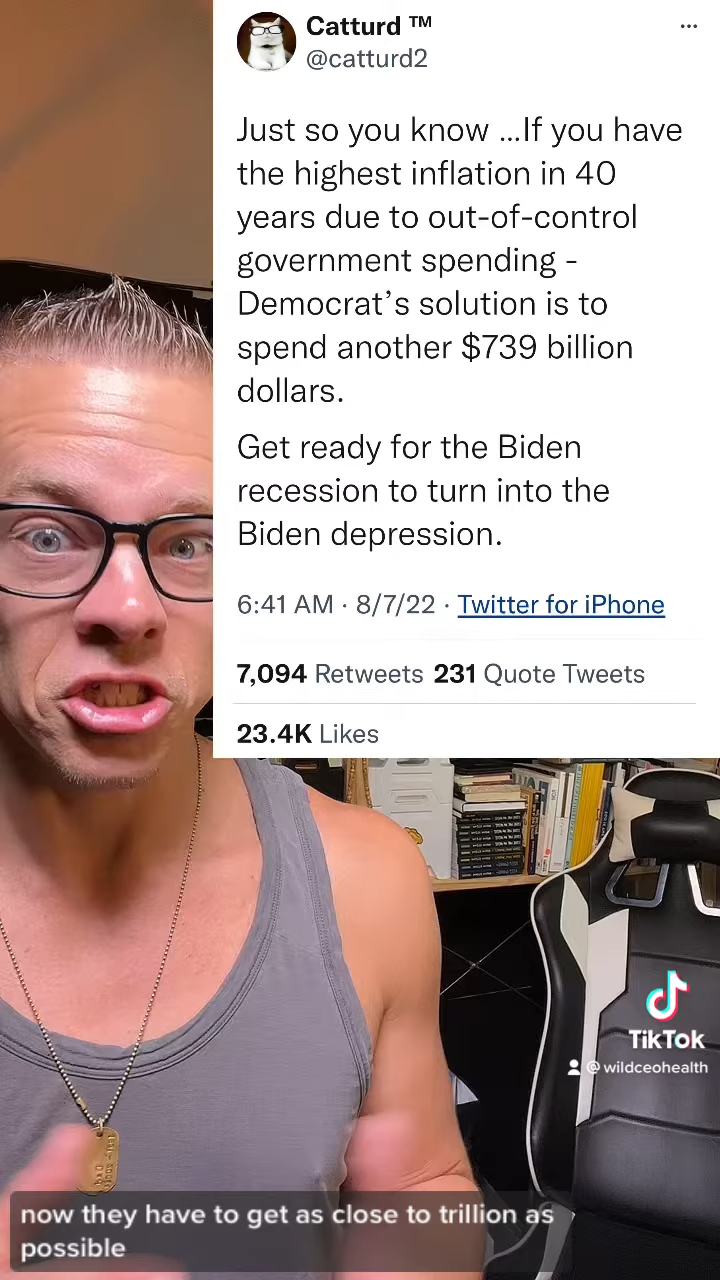 Catturd ™
@catturd2
Just so you know ...If you have
the highest inflation in 40
years due to out-of-control
government spending -
Democrat's solution is to
spend another $739 billion
dollars.
Get ready for the Biden
recession to turn into the
Biden depression.
6:41 AM · 8/7/22 · Twitter for iPhone
7,094 Retweets 231 Quote Tweets
23.4K Likes
TikTok
@wildceohealth
now they have to get as close to trillion as
possible